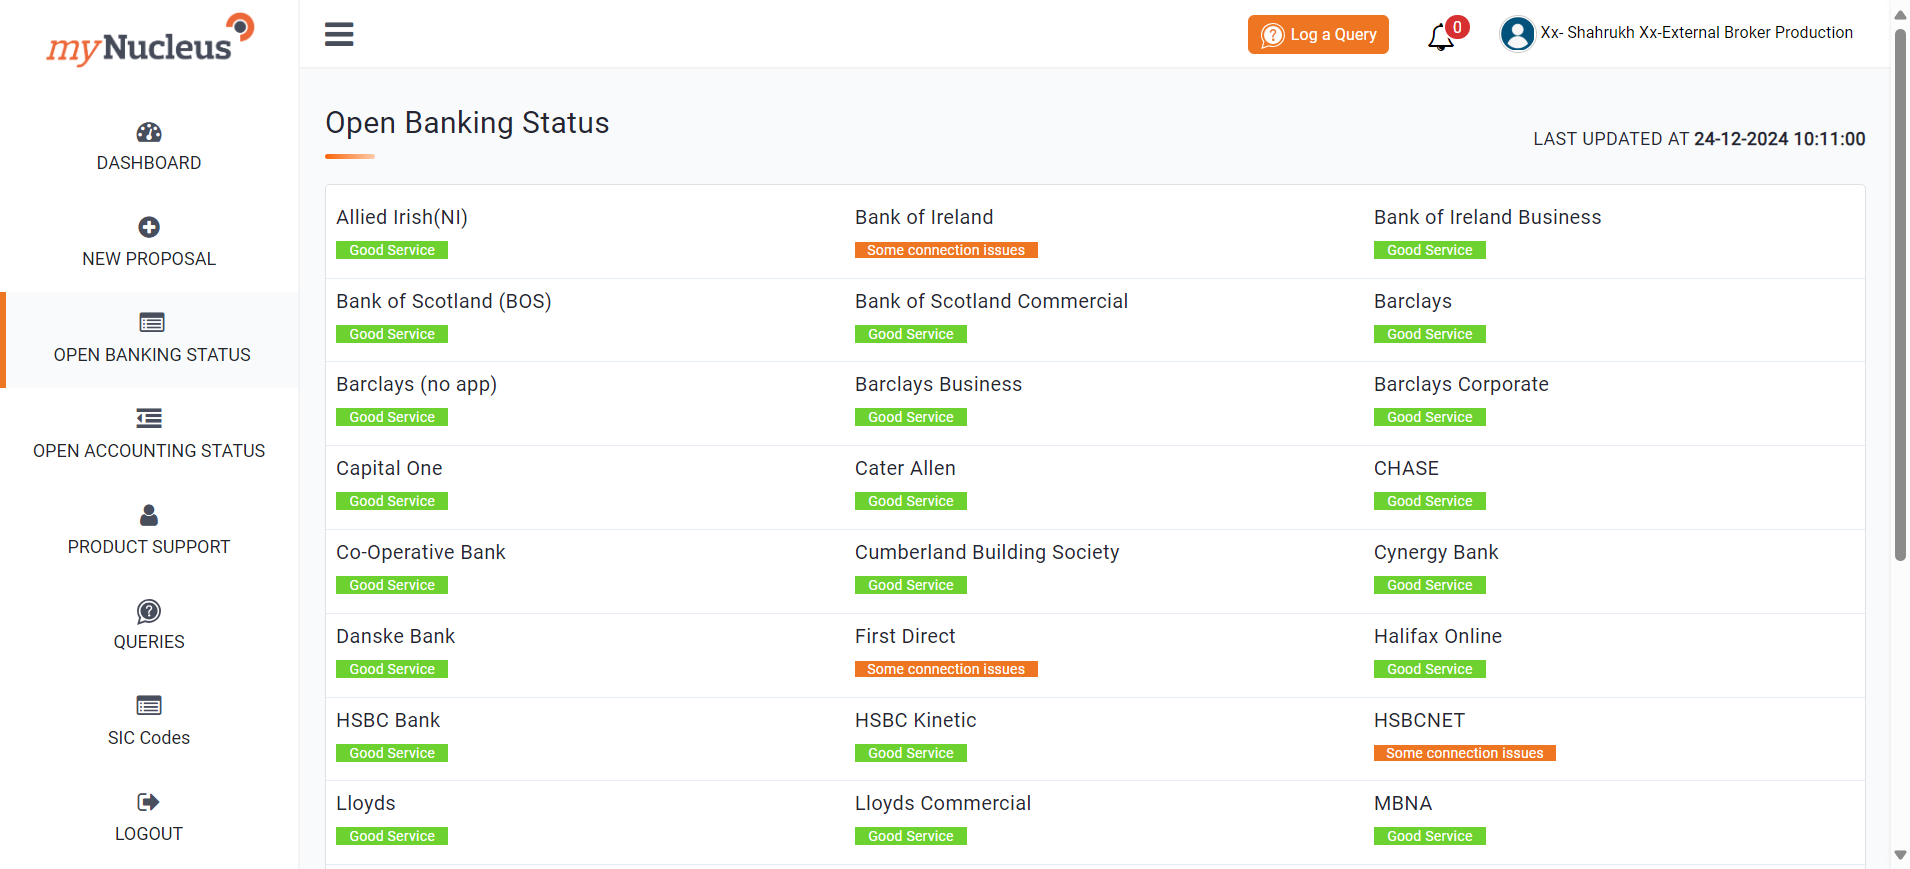 myNucleus
Log a Query
0
Xx- Shahrukh Xx-External Broker Production
DASHBOARD
NEW PROPOSAL
OPEN BANKING STATUS
OPEN ACCOUNTING STATUS
PRODUCT SUPPORT
QUERIES
SIC Codes
LOGOUT
Open Banking Status
LAST UPDATED AT 24-12-2024 10:11:00
Allied Irish(NI)
Good Service
Bank of Ireland
Some connection issues
Bank of Ireland Business
Good Service
Bank of Scotland (BOS)
Good Service
Bank of Scotland Commercial
Good Service
Barclays
Good Service
Barclays (no app)
Good Service
Barclays Business
Good Service
Barclays Corporate
Good Service
Capital One
Good Service
Cater Allen
Good Service
CHASE
Good Service
Co-Operative Bank
Good Service
Cumberland Building Society
Good Service
Cynergy Bank
Good Service
Danske Bank
Good Service
First Direct
Some connection issues
Halifax Online
Good Service
HSBC Bank
Good Service
HSBC Kinetic
Good Service
HSBCNET
Some connection issues
Lloyds
Good Service
Lloyds Commercial
Good Service
MBNA
Good Service